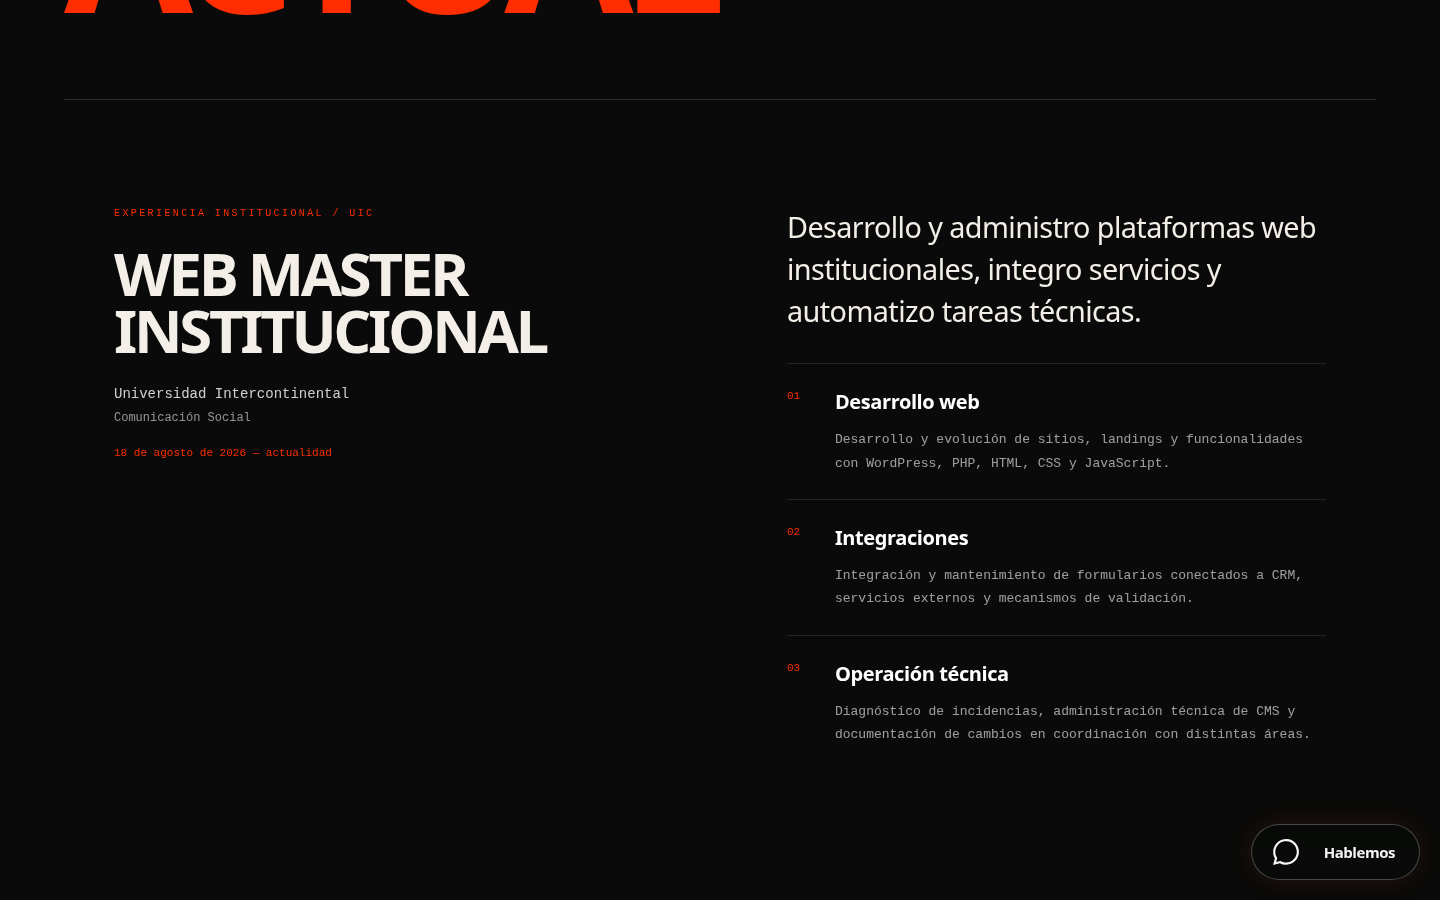 ACTUAL
EXPERIENCIA INSTITUCIONAL / UIC
WEB MASTER
INSTITUCIONAL
Universidad Intercontinental
Comunicación Social
18 de agosto de 2026 — actualidad
Desarrollo y administro plataformas web
institucionales, integro servicios y
automatizo tareas técnicas.
01
Desarrollo web
Desarrollo y evolución de sitios, landings y funcionalidades
con WordPress, PHP, HTML, CSS y JavaScript.
02
Integraciones
Integración y mantenimiento de formularios conectados a CRM,
servicios externos y mecanismos de validación.
03
Operación técnica
Diagnóstico de incidencias, administración técnica de CMS y
documentación de cambios en coordinación con distintas áreas.
Hablemos